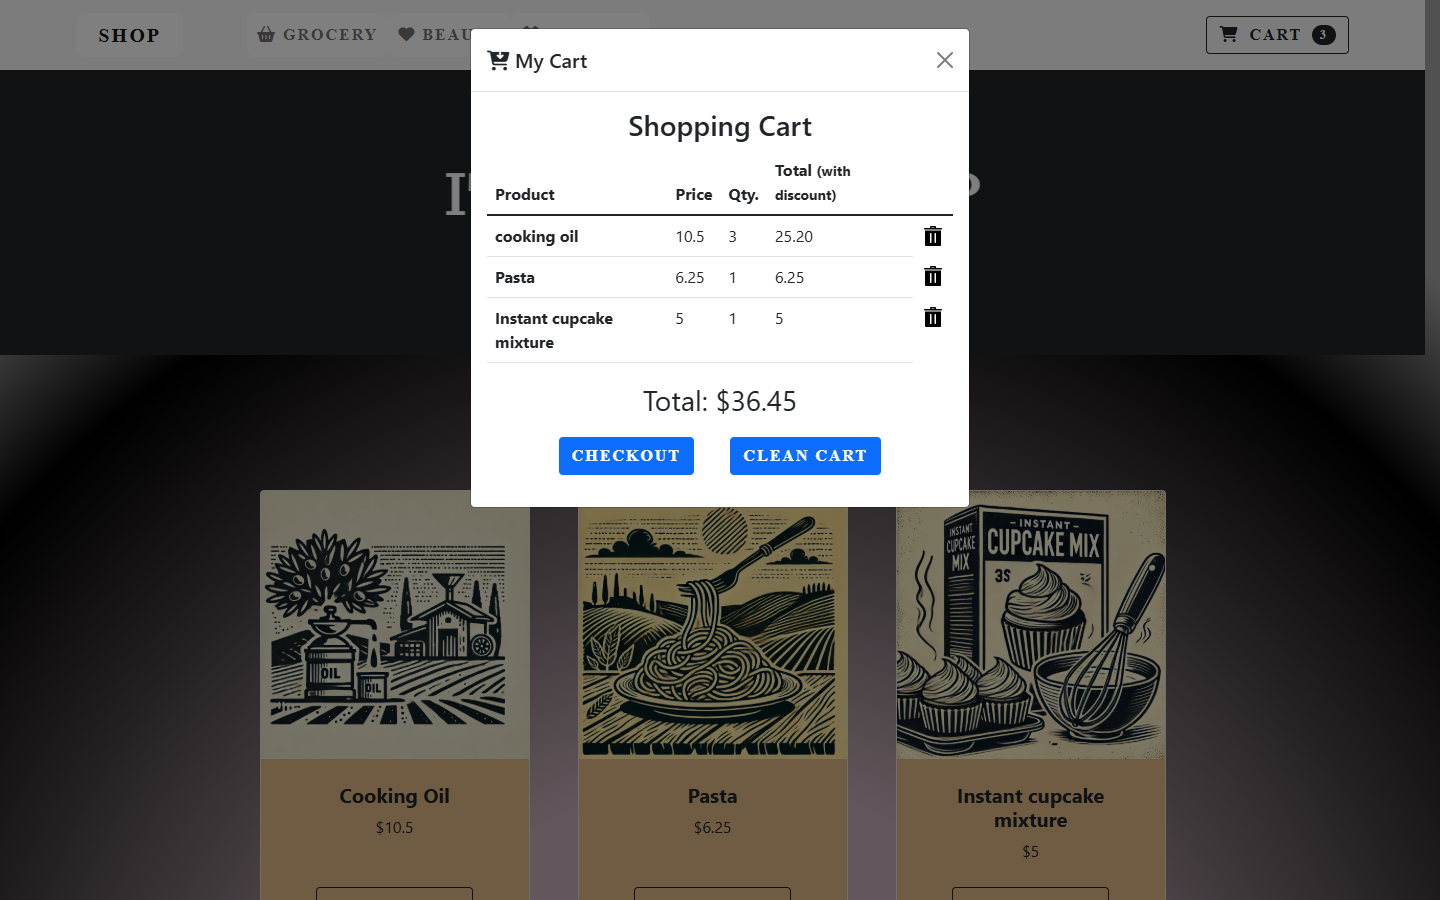 SHOP
GROCERY
BEAU
CART 3
My Cart
Shopping Cart
Product Price Qty. Total (with discount)
cooking oil 10.5 3 25.20
Pasta 6.25 1 6.25
Instant cupcake mixture 5 1 5
Total: $36.45
CHECKOUT
CLEAN CART
OIL
OIL
INSTANT
CUPCAKE
MIX
- INSTANT -
CUPCAKE MIX
3S
Cooking Oil
$10.5
Pasta
$6.25
Instant cupcake
mixture
$5